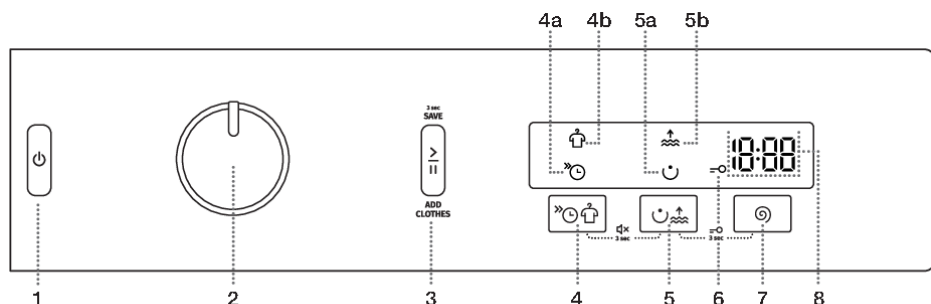 4a 4b 5a 5b
3 sec
SAVE
18:88
ADD
CLOTHES
3 sec 3 sec
1 2 3 4 5 6 7 8